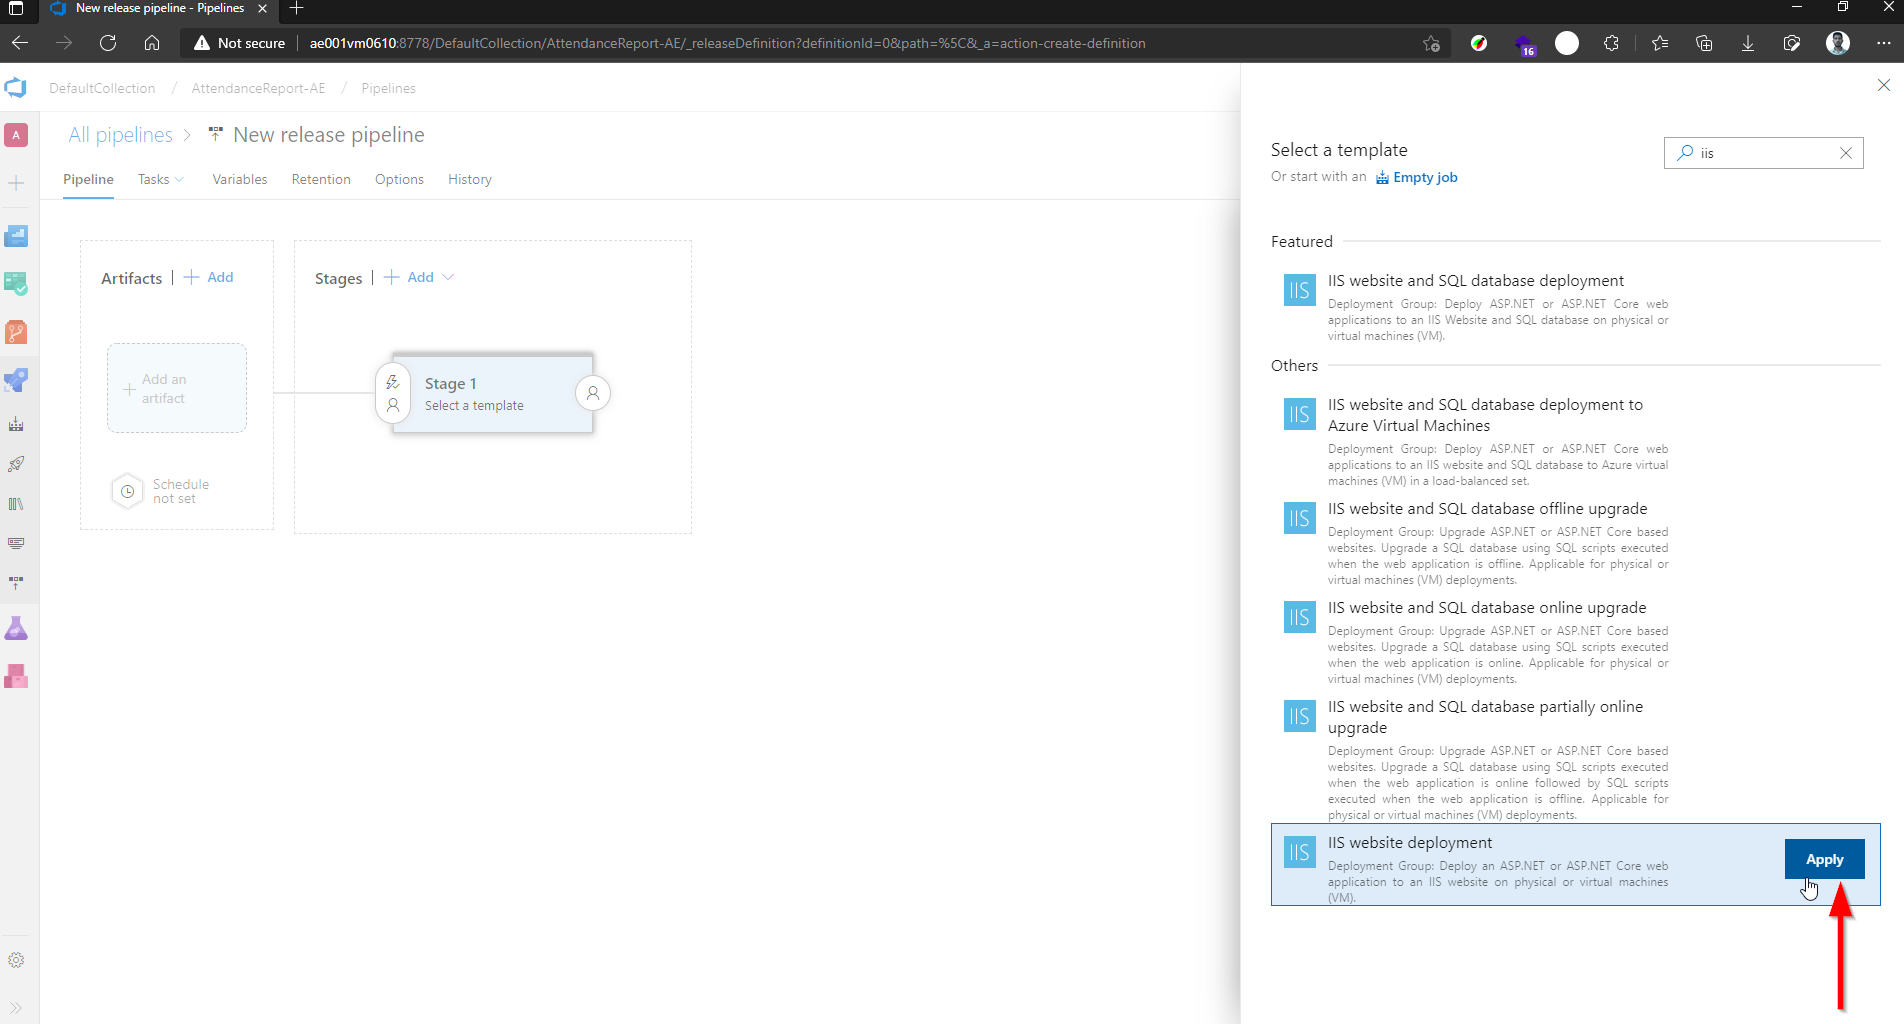 New release pipeline - Pipelines
Not secure
ae001vm0610:8778/DefaultCollection/AttendanceReport-AE/_releaseDefinition?definitionId=0&path=%5C&_a=action-create-definition
16
DefaultCollection / AttendanceReport-AE / Pipelines
A
All pipelines > New release pipeline
Pipeline Tasks Variables Retention Options History
Artifacts | + Add
Stages | + Add
Add an
artifact
Schedule
not set
Stage 1
Select a template
Select a template
Or start with an Empty job
iis
Featured
IIS
IIS website and SQL database deployment
Deployment Group: Deploy ASP.NET or ASP.NET Core web
applications to an IIS Website and SQL database on physical or
virtual machines (VM).
Others
IIS
IIS website and SQL database deployment to
Azure Virtual Machines
Deployment Group: Deploy ASP.NET or ASP.NET Core web
applications to an IIS website and SQL database to Azure virtual
machines (VM) in a load-balanced set.
IIS
IIS website and SQL database offline upgrade
Deployment Group: Upgrade ASP.NET or ASP.NET Core based
websites. Upgrade a SQL database using SQL scripts executed
when the web application is offline. Applicable for physical or
virtual machines (VM) deployments.
IIS
IIS website and SQL database online upgrade
Deployment Group: Upgrade ASP.NET or ASP.NET Core based
websites. Upgrade a SQL database using SQL scripts executed
when the web application is online. Applicable for physical or
virtual machines (VM) deployments.
IIS
IIS website and SQL database partially online
upgrade
Deployment Group: Upgrade ASP.NET or ASP.NET Core based
websites. Upgrade a SQL database using SQL scripts executed
when the web application is online followed by SQL scripts
executed when the web application is offline. Applicable for
physical or virtual machines (VM) deployments.
IIS
IIS website deployment
Deployment Group: Deploy an ASP.NET or ASP.NET Core web
application to an IIS website on physical or virtual machines
(VM).
Apply